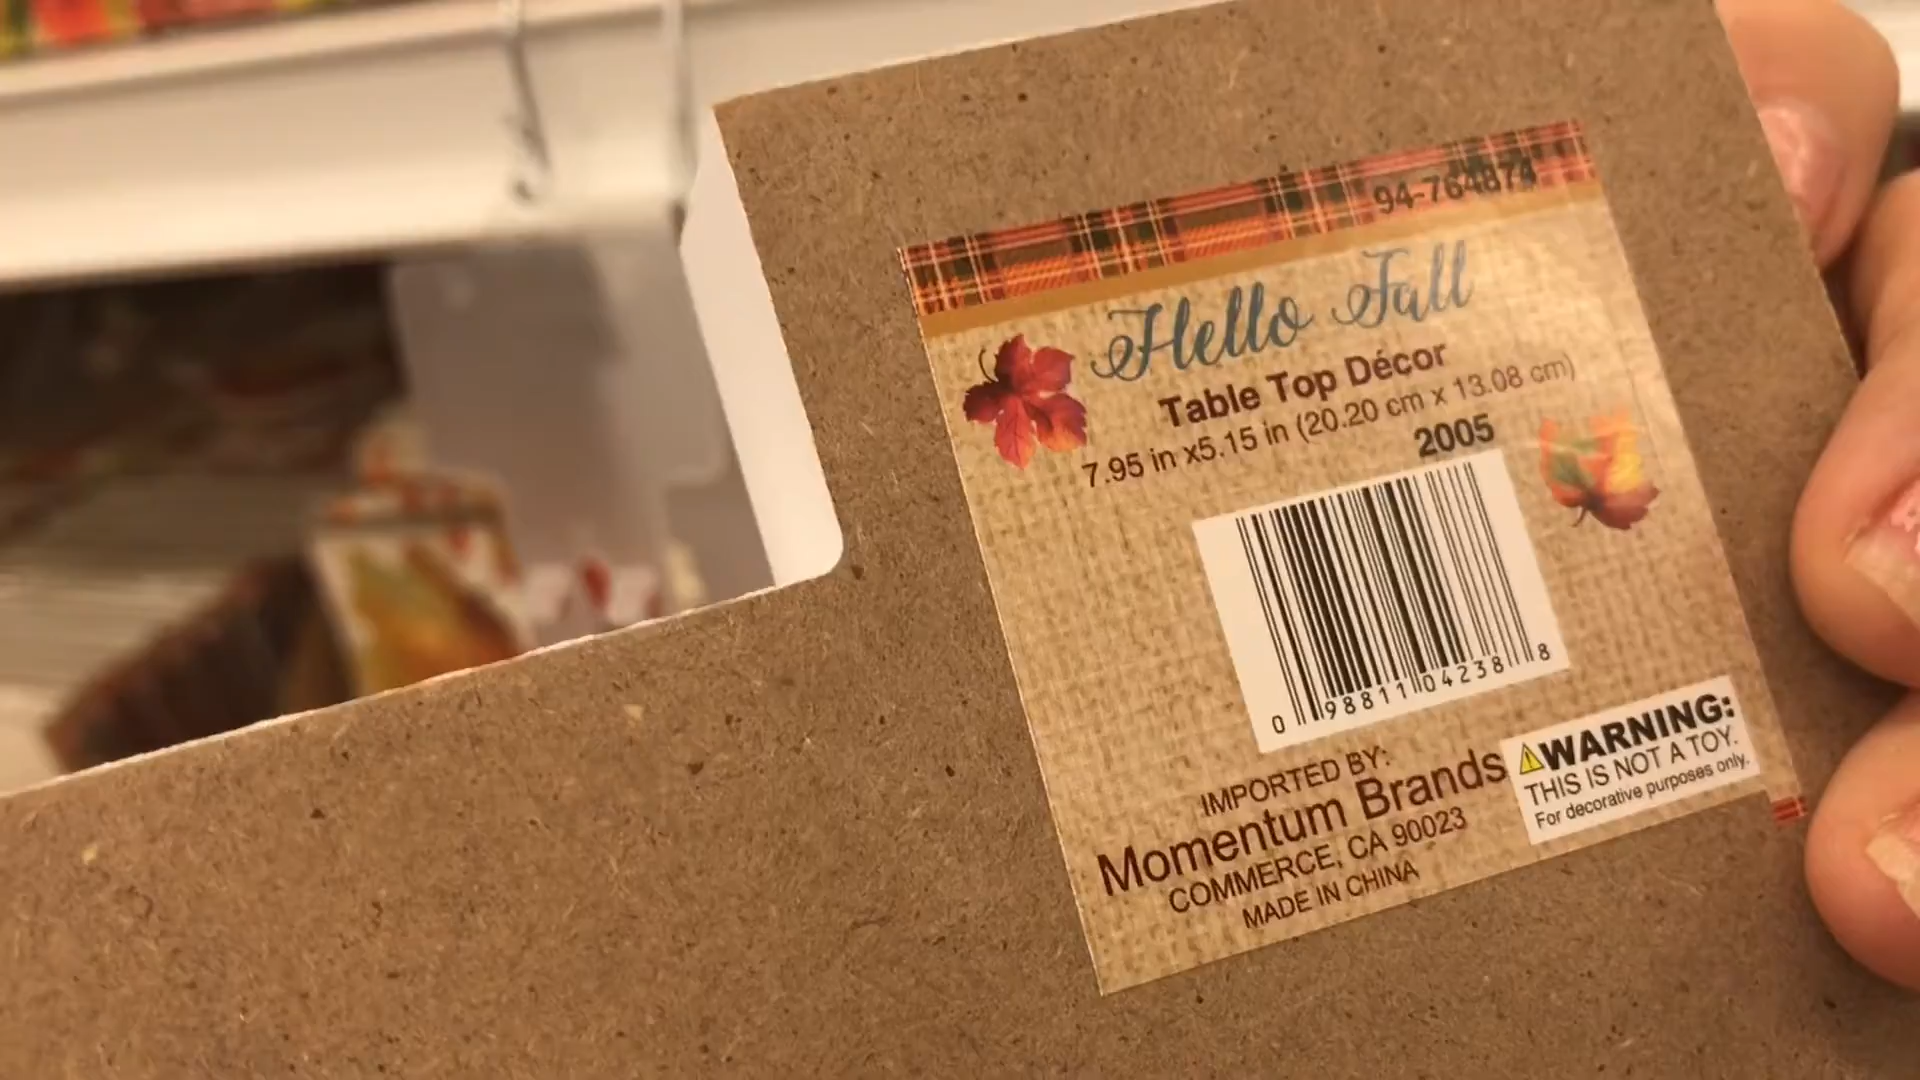 94-764874
Hello Fall
Table Top Décor
7.95 in x5.15 in (20.20 cm x 13.08 cm)
2005
0 98811 04238 8
IMPORTED BY:
Momentum Brands
COMMERCE, CA 90023
MADE IN CHINA
WARNING:
THIS IS NOT A TOY.
For decorative purposes only.